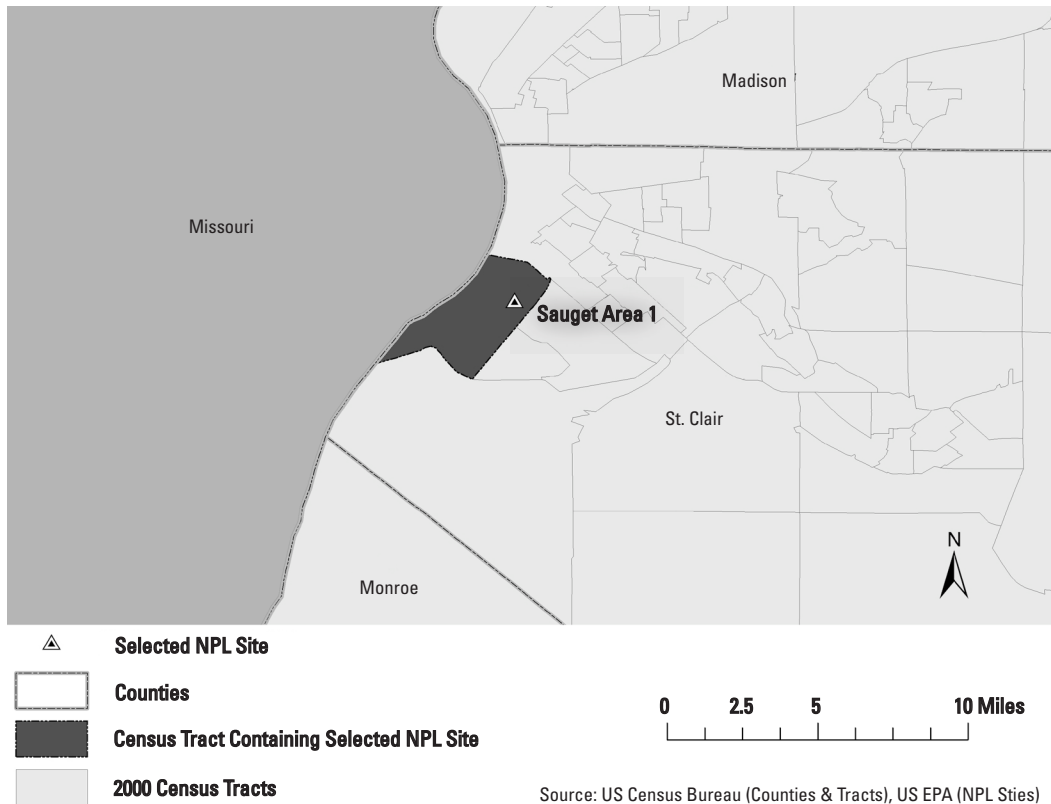 Madison
Missouri
Sauget Area 1
St. Clair
N
Monroe
Selected NPL Site
Counties
Census Tract Containing Selected NPL Site
2000 Census Tracts
0 2.5 5 10 Miles
Source: US Census Bureau (Counties & Tracts), US EPA (NPL Sties)